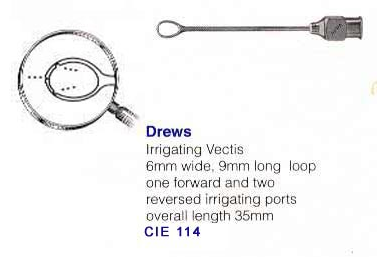 Drews
Irrigating Vectis
6mm wide, 9mm long loop
one forward and two
reversed irrigating ports
overall length 35mm
CIE 114